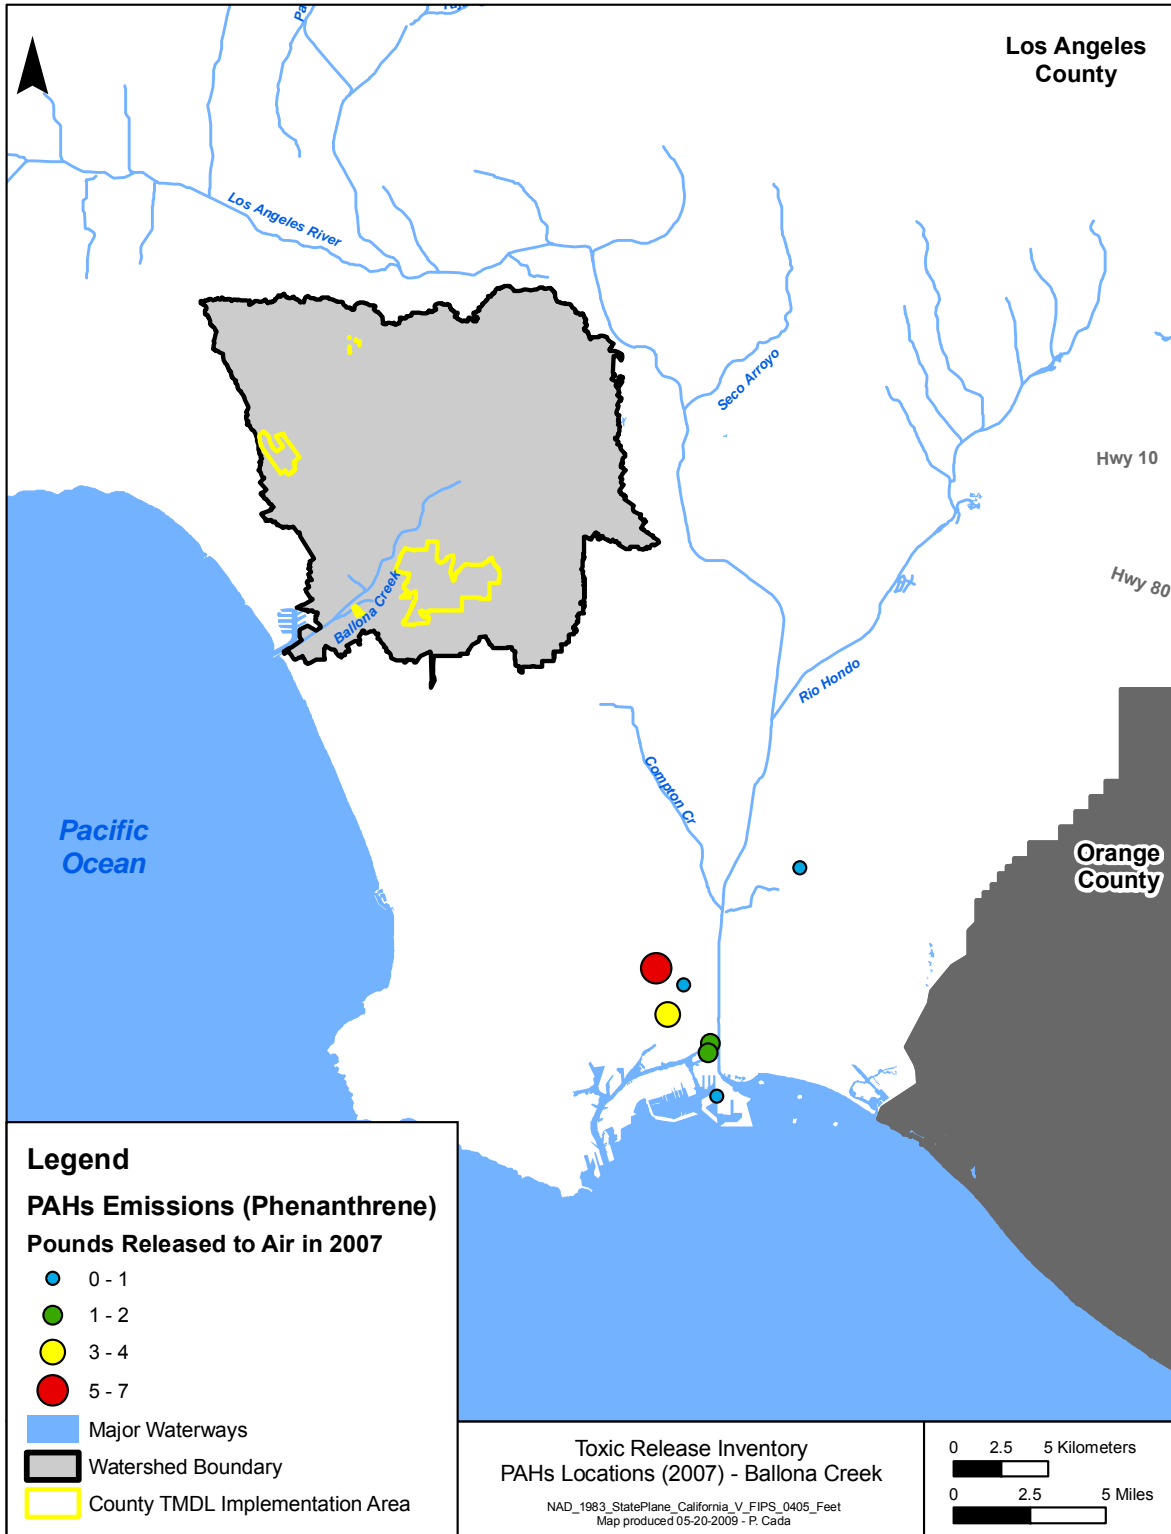 Los Angeles
County
Los Angeles River
Seco Arroyo
Hwy 10
Hwy 80
Ballona Creek
Rio Hondo
Compton Cr
Pacific
Ocean
Orange
County
Legend
PAHs Emissions (Phenanthrene)
Pounds Released to Air in 2007
0 - 1
1 - 2
3 - 4
5 - 7
Major Waterways
Watershed Boundary
County TMDL Implementation Area
Toxic Release Inventory
PAHs Locations (2007) - Ballona Creek
NAD_1983_StatePlane_California_V_FIPS_0405_Feet
Map produced 05-20-2009 - P. Cada
0 2.5 5 Kilometers
0 2.5 5 Miles